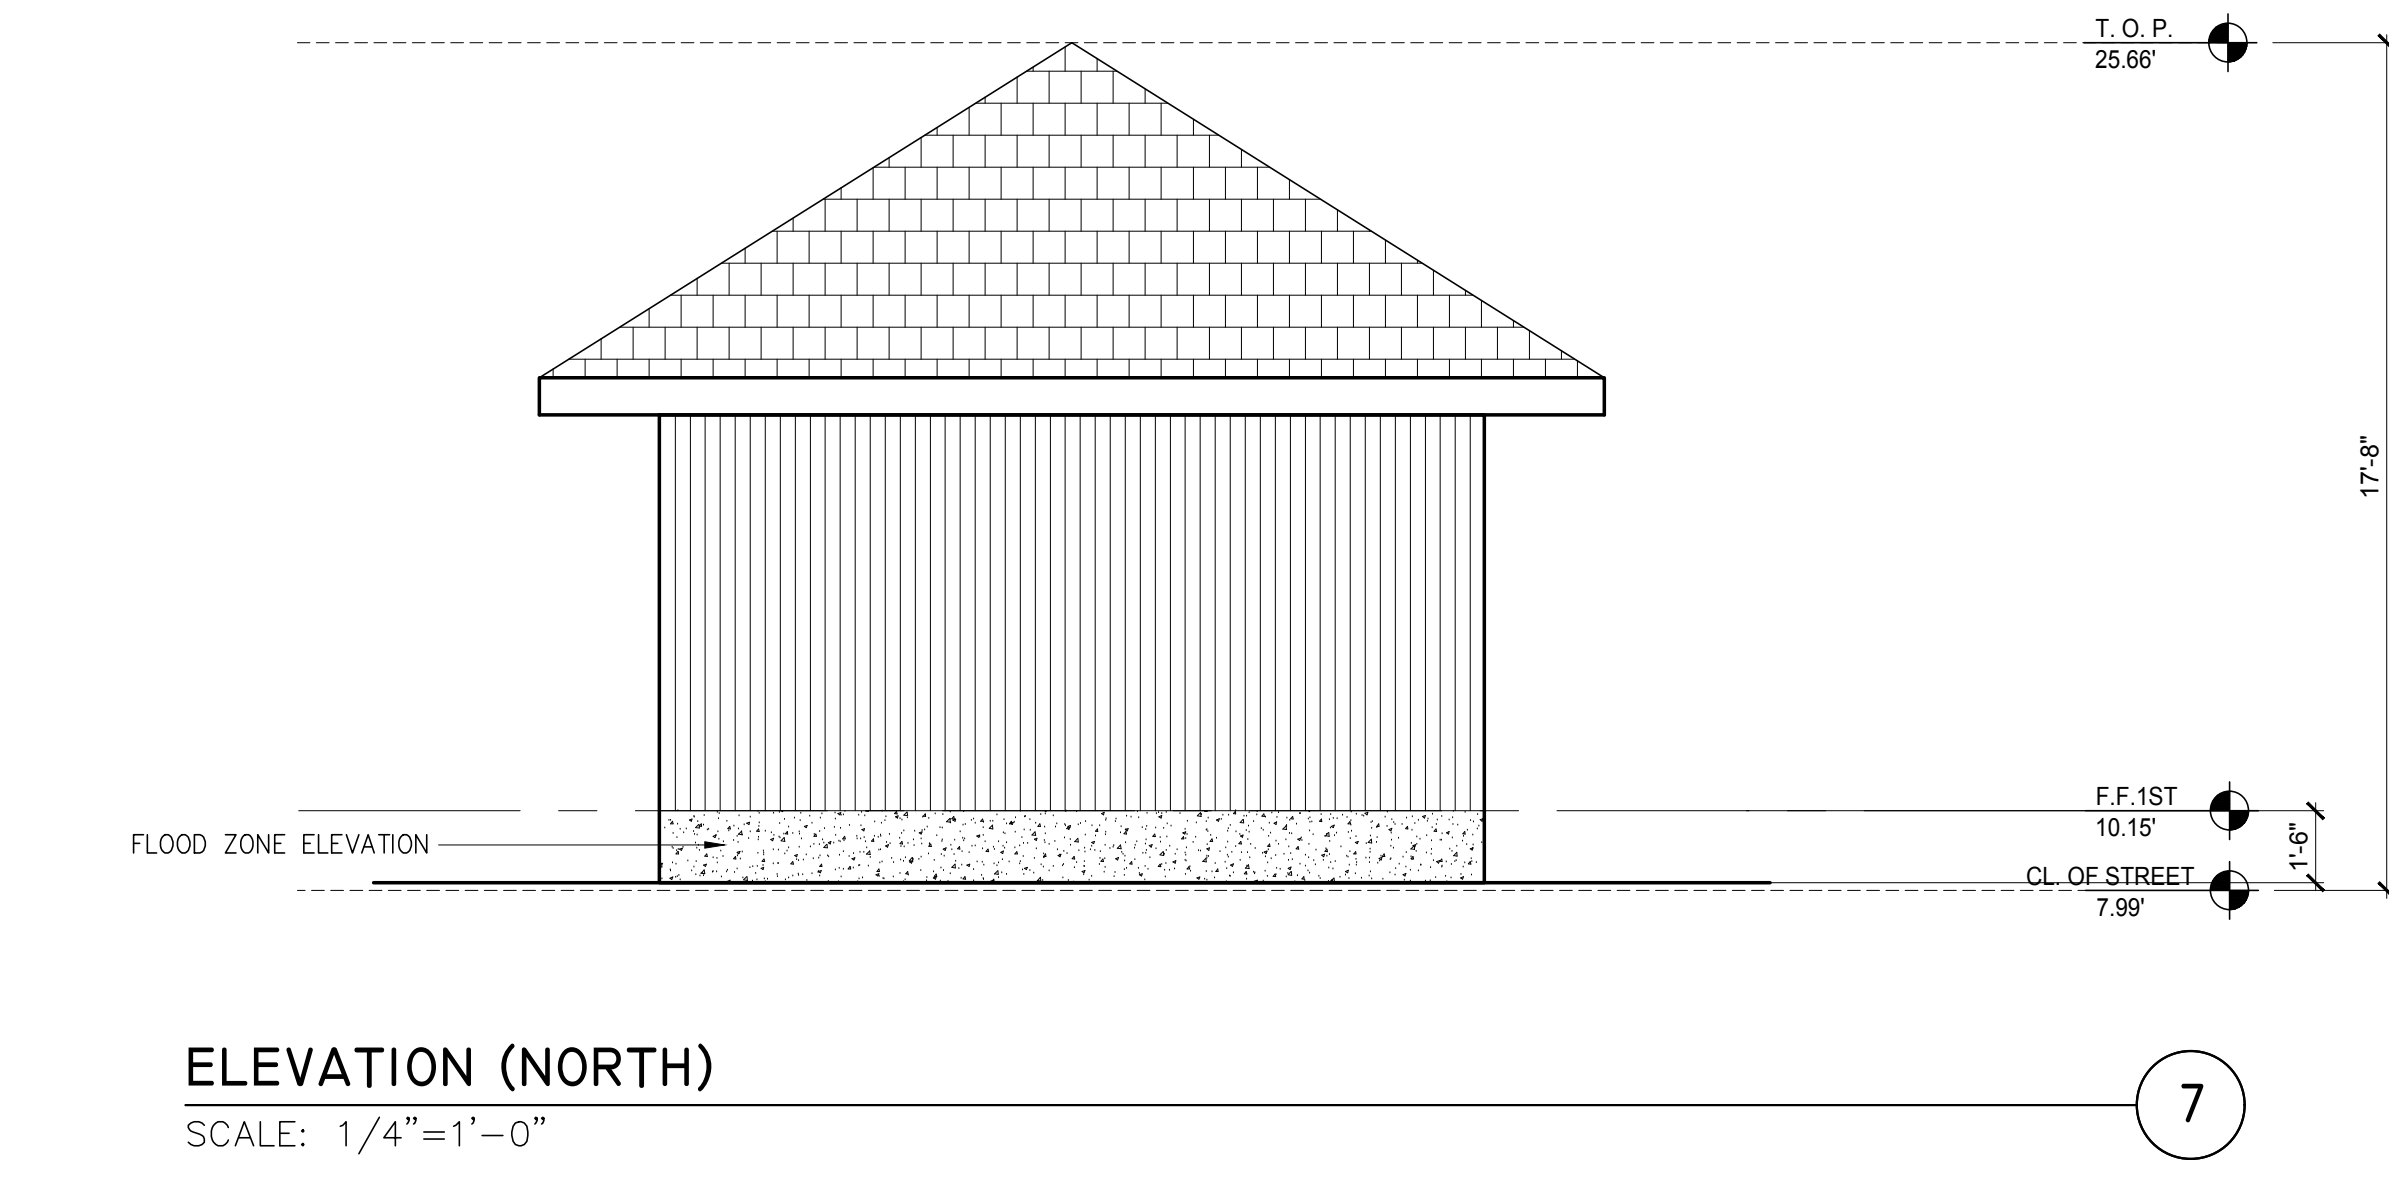 T. O. P.
25.66'
17'-8"
F.F.1ST
10.15'
1'-6"
FLOOD ZONE ELEVATION
CL. OF STREET
7.99'
ELEVATION (NORTH)
7
SCALE: 1/4"=1'-0"